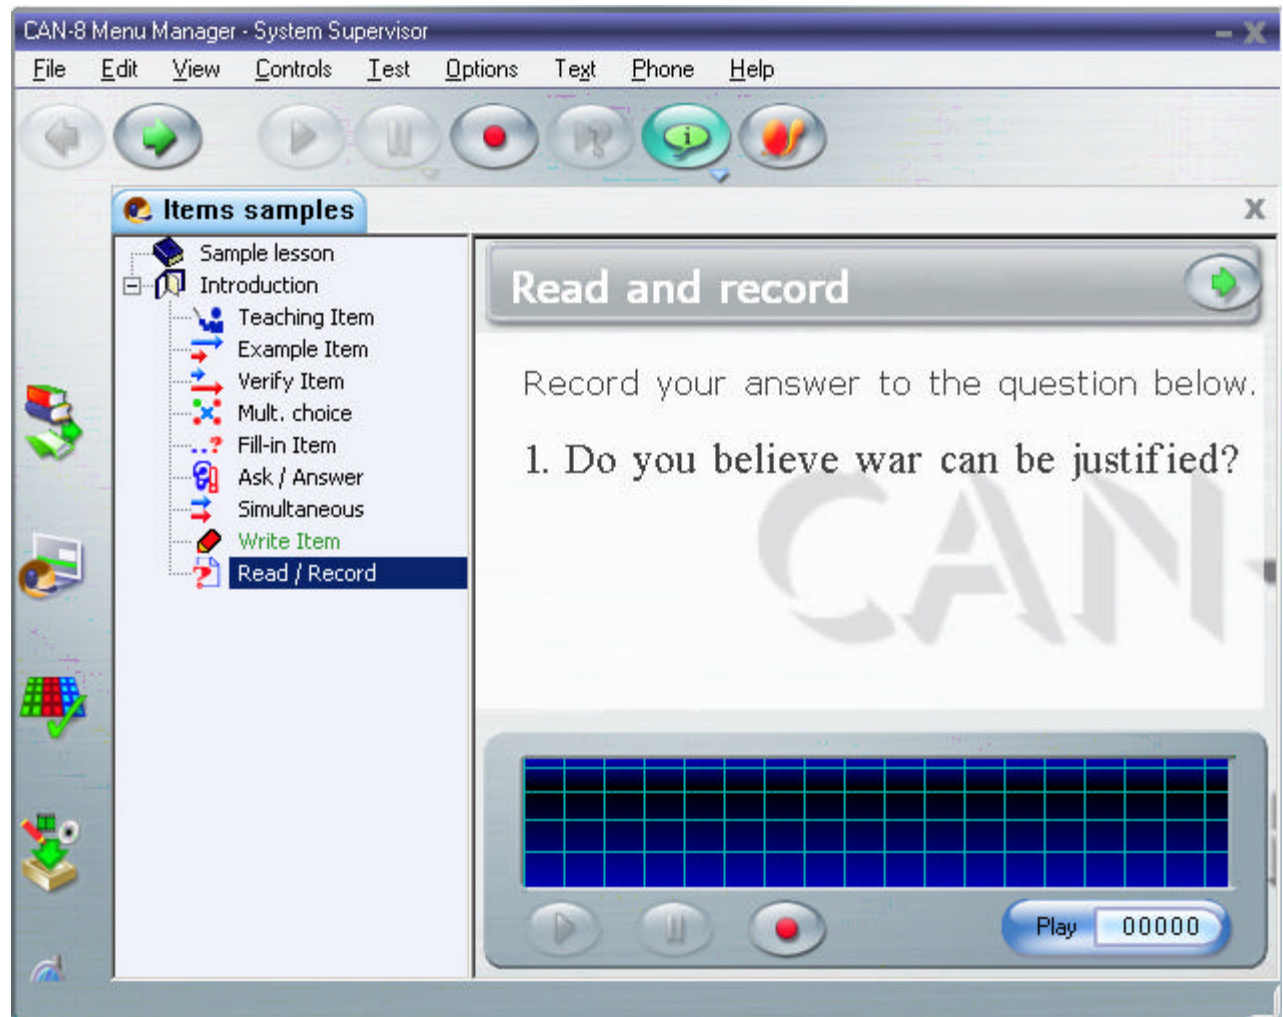 CAN-8 Menu Manager - System Supervisor
File Edit View Controls Test Options Text Phone Help
Items samples
Sample lesson
Introduction
Teaching Item
Example Item
Verify Item
Mult. choice
Fill-in Item
Ask / Answer
Simultaneous
Write Item
Read / Record
Read and record
Record your answer to the question below.
1. Do you believe war can be justified?
CAN-
Play 00000